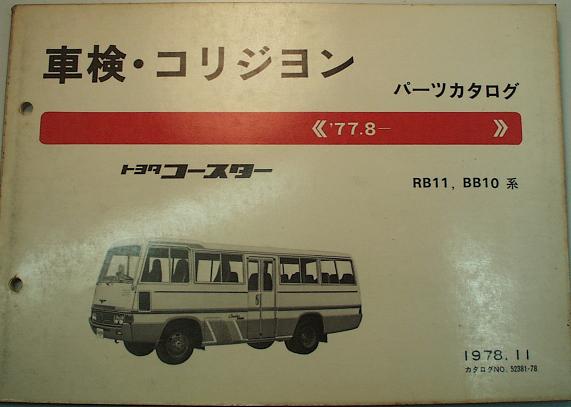 車検・コリジョン
パーツカタログ
《'77.8— 》
トヨタ コースター
RB11, BB10 系
1978.11
カタログNO. 52381-78